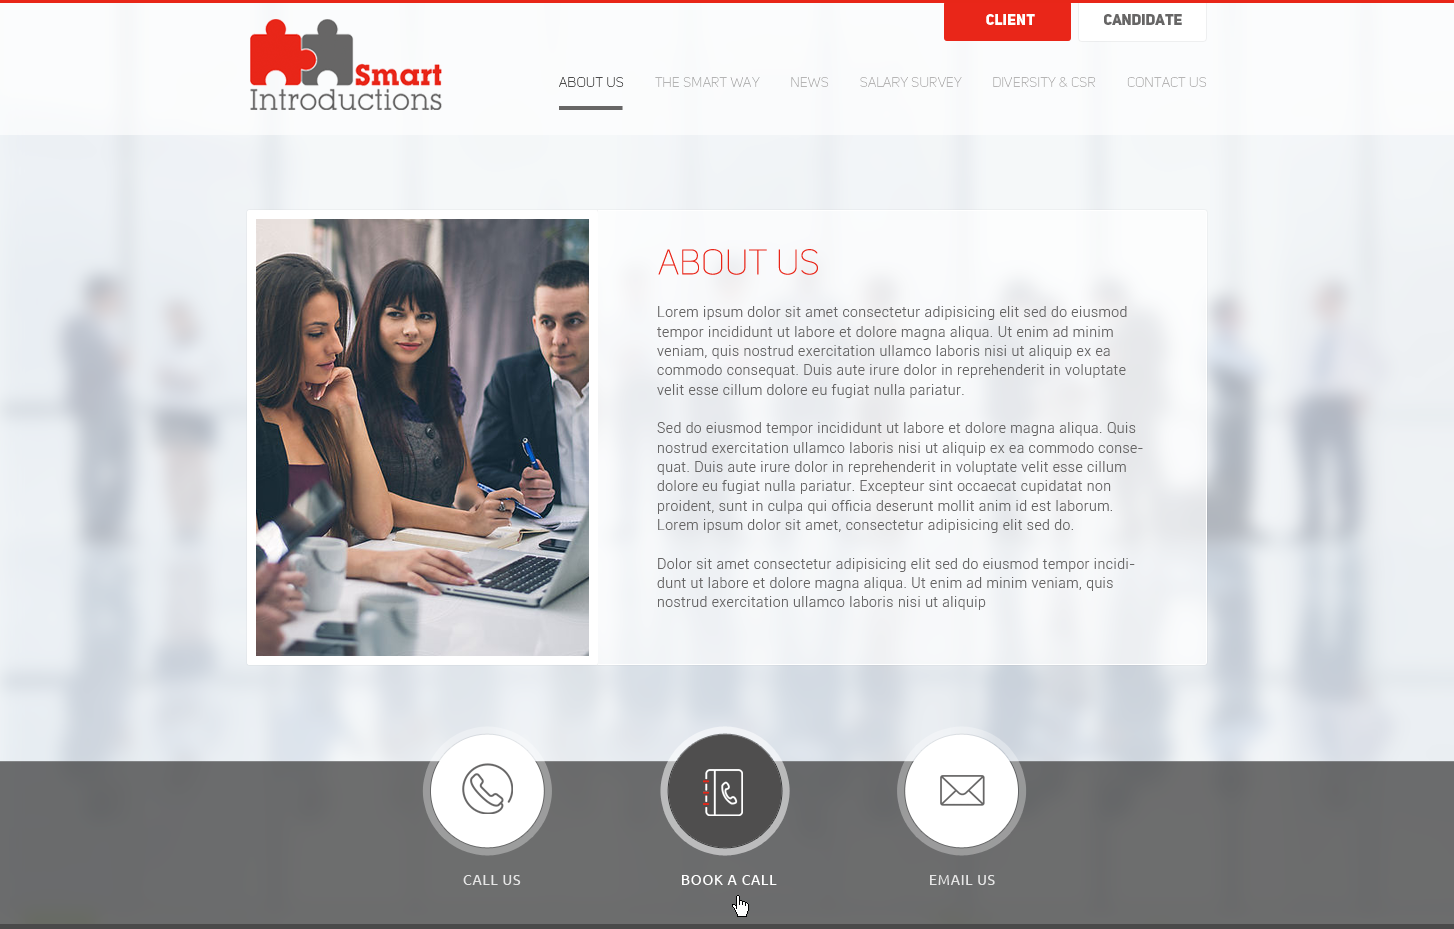 CLIENT
CANDIDATE
Smart
Introductions
ABOUT US
THE SMART WAY
NEWS
SALARY SURVEY
DIVERSITY & CSR
CONTACT US
ABOUT US
Lorem ipsum dolor sit amet consectetur adipisicing elit sed do eiusmod
tempor incididunt ut labore et dolore magna aliqua. Ut enim ad minim
veniam, quis nostrud exercitation ullamco laboris nisi ut aliquip ex ea
commodo consequat. Duis aute irure dolor in reprehenderit in voluptate
velit esse cillum dolore eu fugiat nulla pariatur.
Sed do eiusmod tempor incididunt ut labore et dolore magna aliqua. Quis
nostrud exercitation ullamco laboris nisi ut aliquip ex ea commodo conse-
quat. Duis aute irure dolor in reprehenderit in voluptate velit esse cillum
dolore eu fugiat nulla pariatur. Excepteur sint occaecat cupidatat non
proident, sunt in culpa qui officia deserunt mollit anim id est laborum.
Lorem ipsum dolor sit amet, consectetur adipisicing elit sed do.
Dolor sit amet consectetur adipisicing elit sed do eiusmod tempor incidi-
dunt ut labore et dolore magna aliqua. Ut enim ad minim veniam, quis
nostrud exercitation ullamco laboris nisi ut aliquip
CALL US
BOOK A CALL
EMAIL US